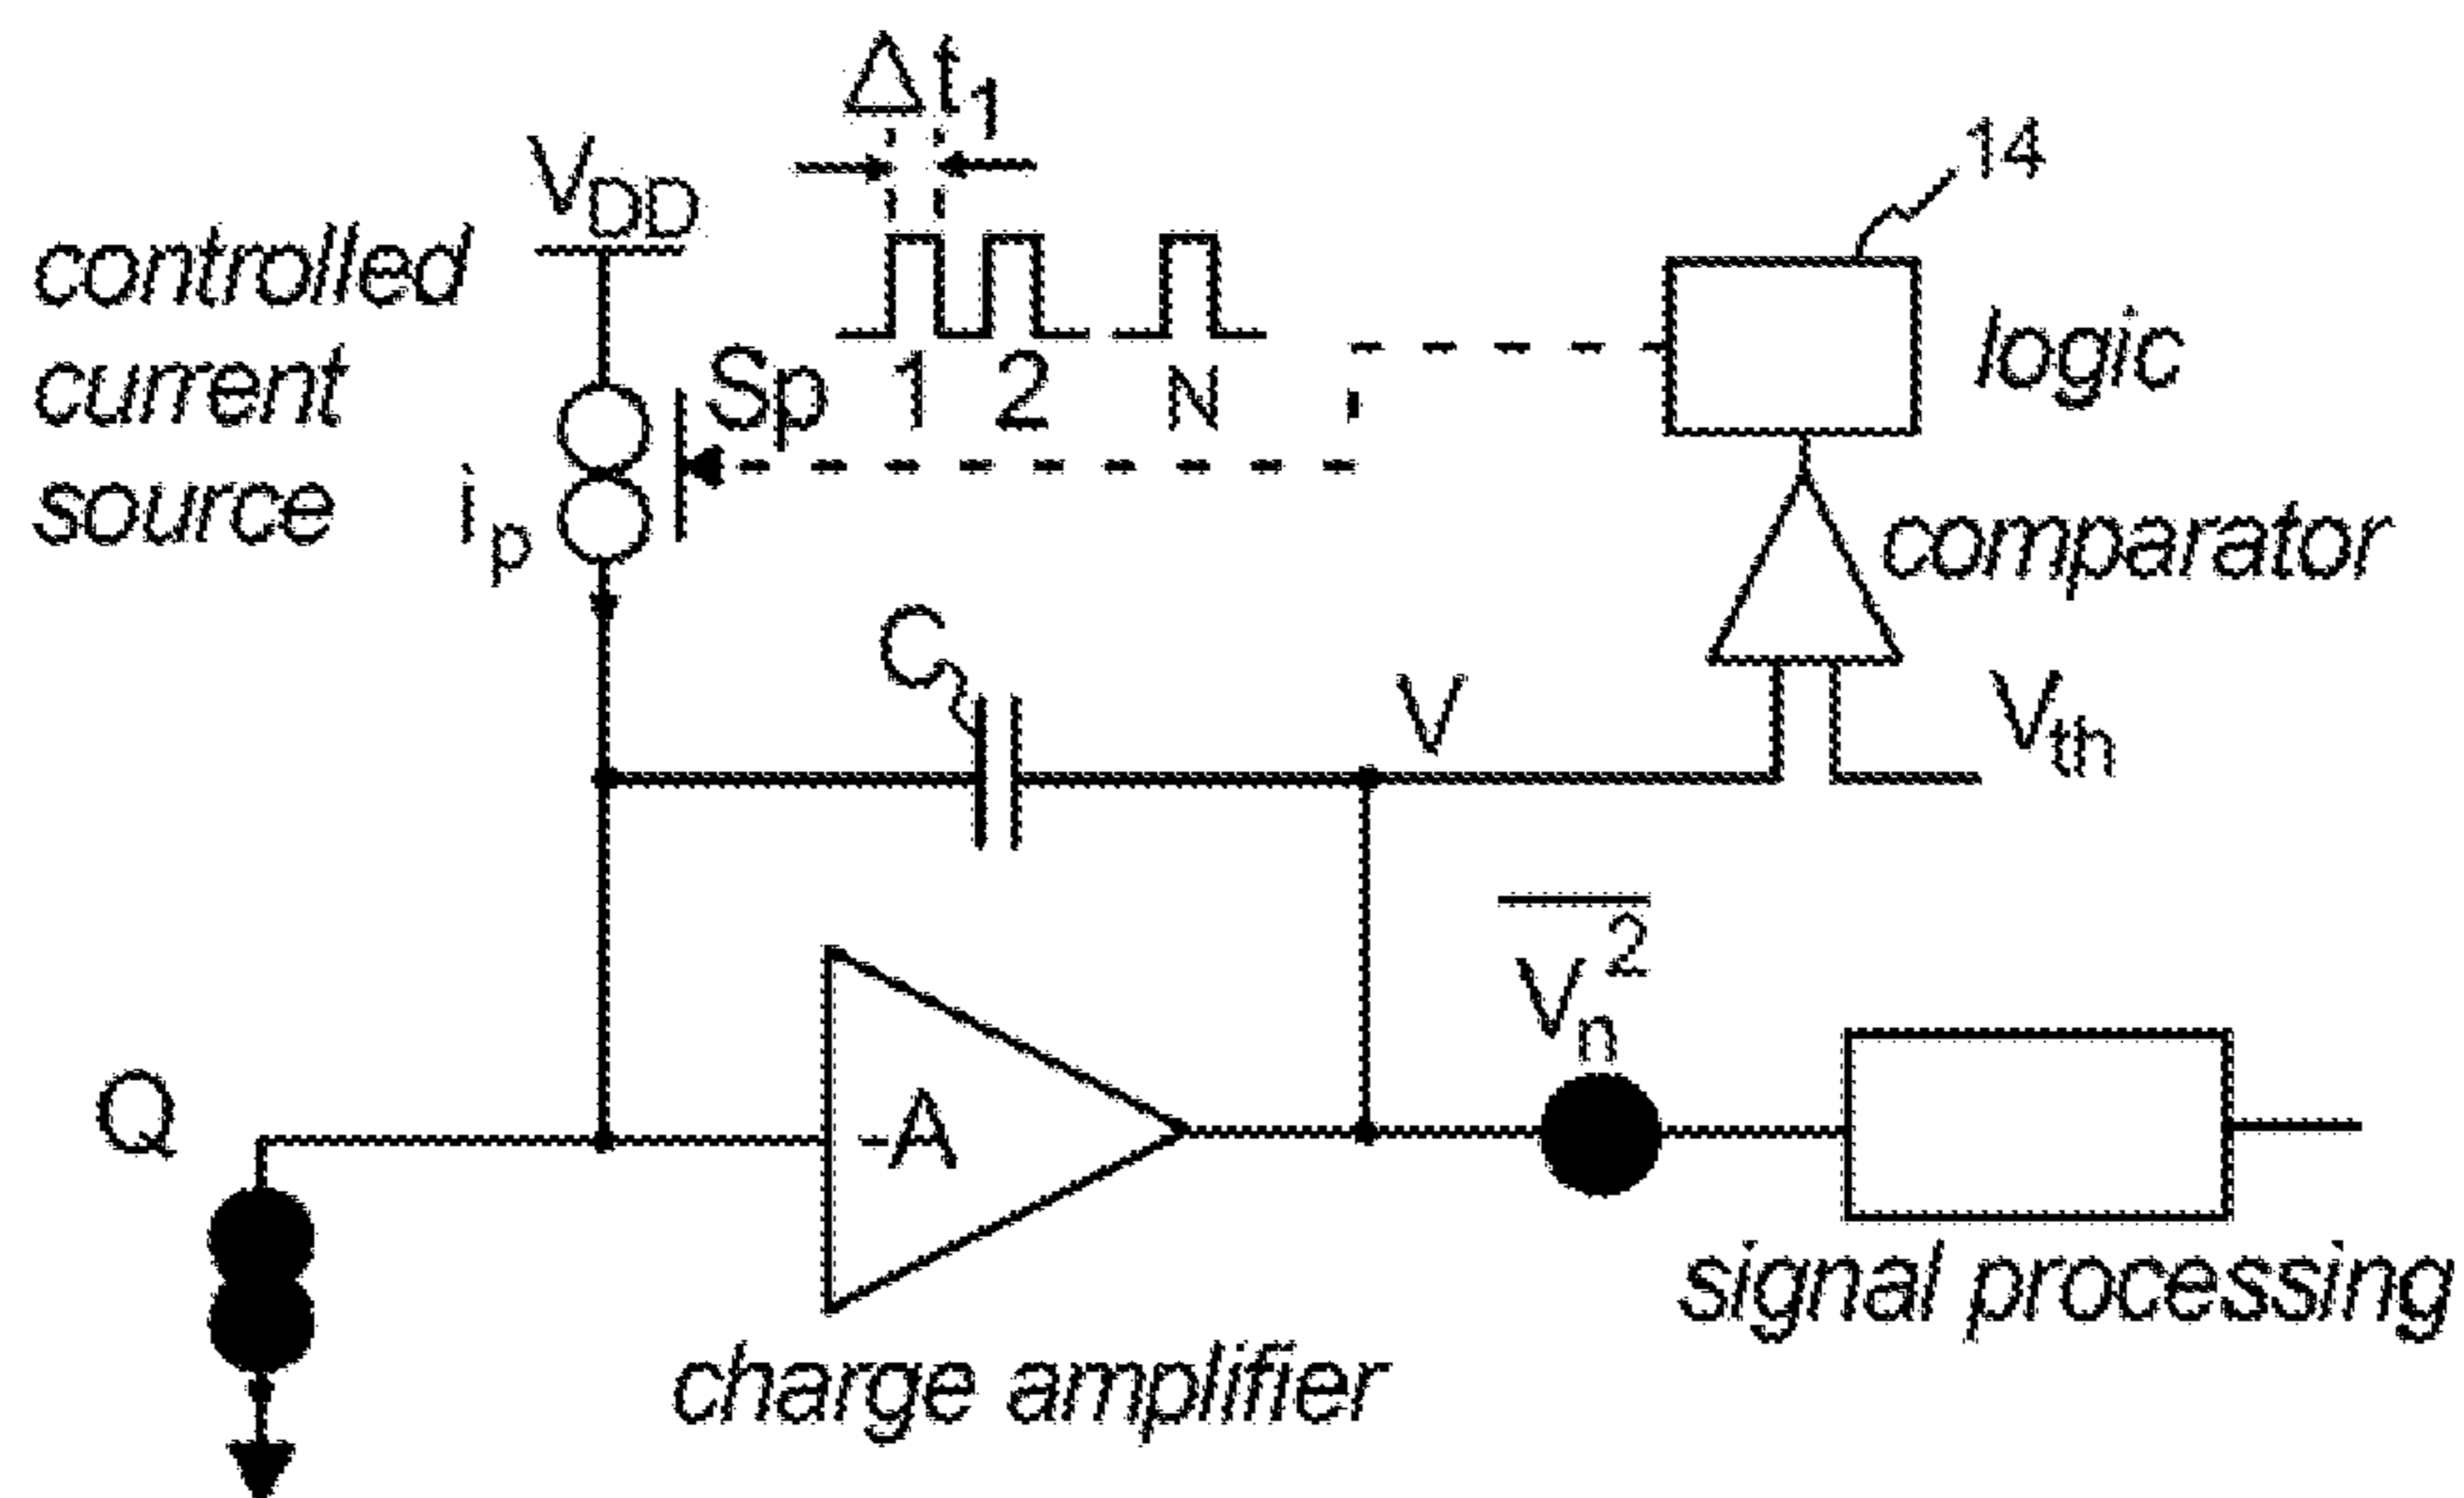 Δt1
14
VDD
controlled
current
source
Sp 1 2 N
ip
logic
comparator
C
V
Vth
Vn2
Q
-A
signal processing
charge amplifier